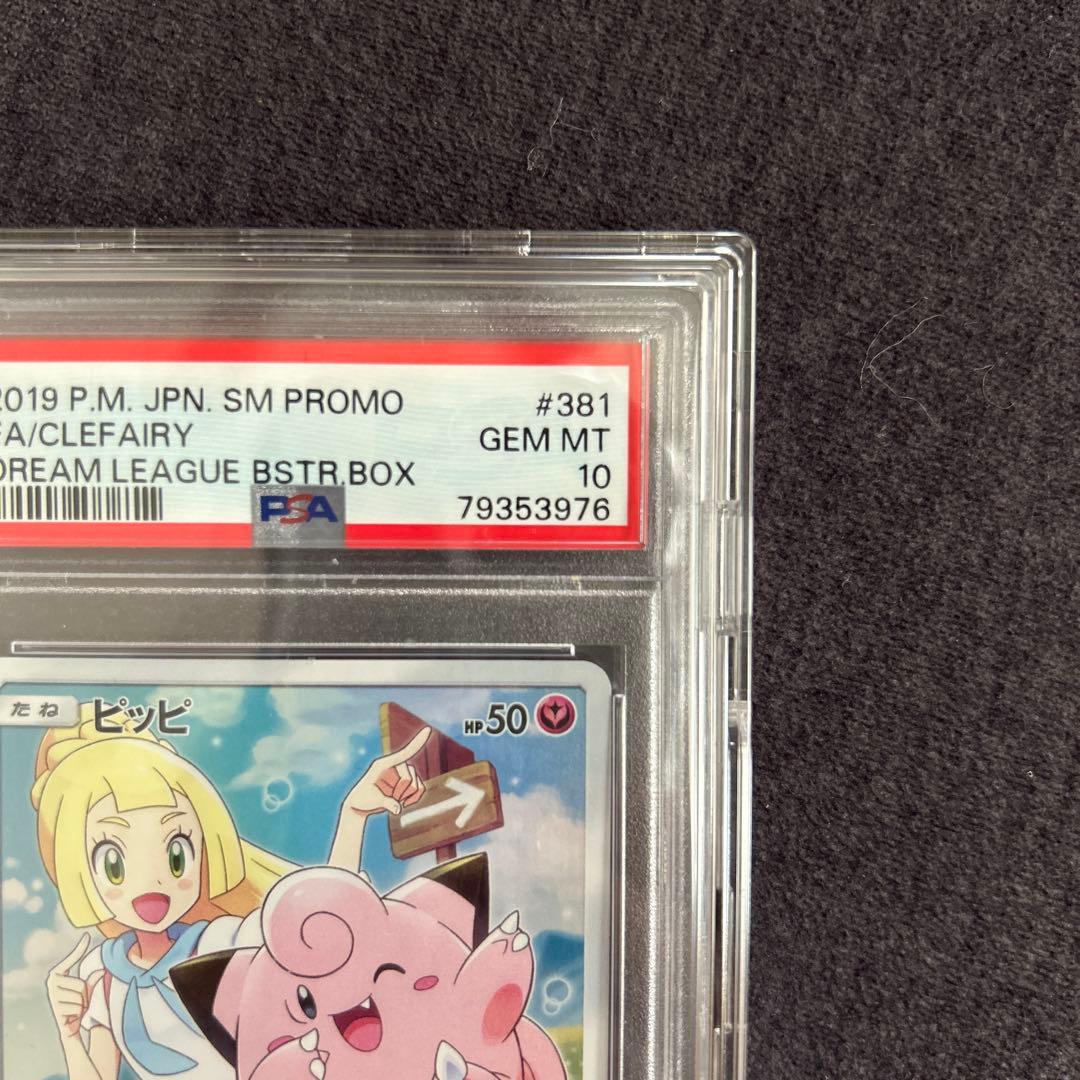 2019 P.M. JPN. SM PROMO #381
FA/CLEFAIRY GEM MT
DREAM LEAGUE BSTR.BOX 10
PSA 79353976
たね ピッピ HP50